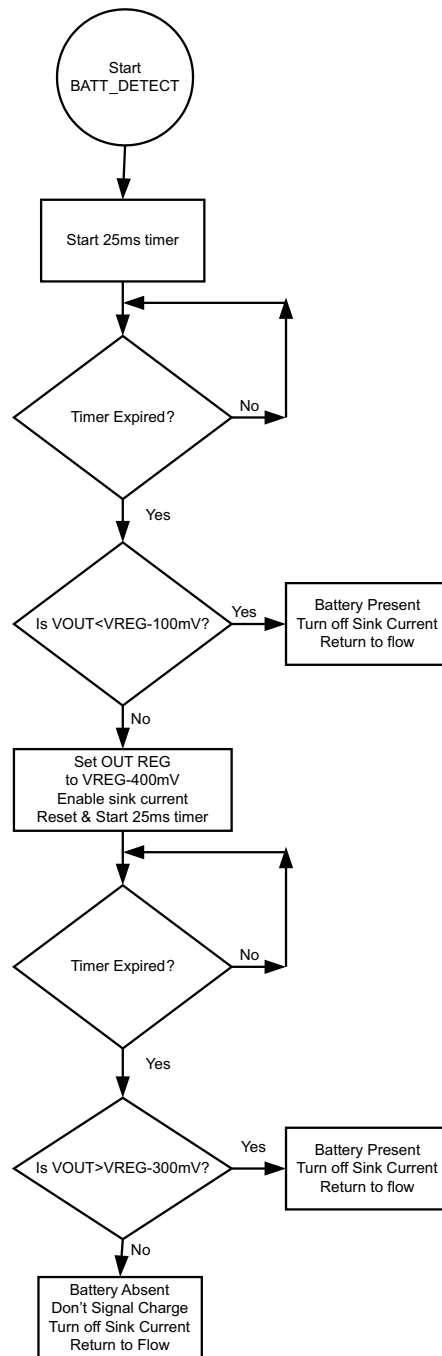 Start
BATT_DETECT
Start 25ms timer
No
Timer Expired?
Yes
Is VOUT<VREG-100mV?
Yes
Battery Present
Turn off Sink Current
Return to flow
No
Set OUT REG
to VREG-400mV
Enable sink current
Reset & Start 25ms timer
No
Timer Expired?
Yes
Is VOUT>VREG-300mV?
Yes
Battery Present
Turn off Sink Current
Return to flow
No
Battery Absent
Don't Signal Charge
Turn off Sink Current
Return to Flow